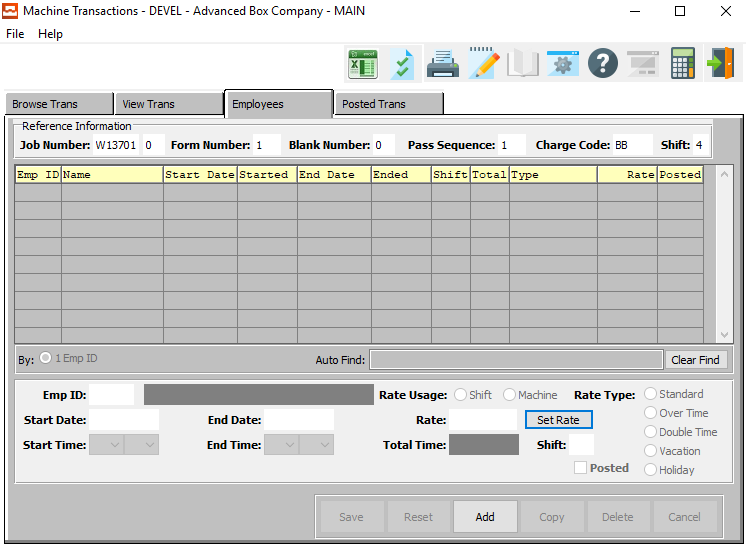 Machine Transactions - DEVEL - Advanced Box Company - MAIN
File Help
Browse Trans View Trans Employees Posted Trans
Reference Information
Job Number: W13701 0 Form Number: 1 Blank Number: 0 Pass Sequence: 1 Charge Code: BB Shift: 4
Emp ID Name Start Date Started End Date Ended Shift Total Type Rate Posted
By: 1 Emp ID Auto Find: Clear Find
Emp ID: Rate Usage: Shift Machine Rate Type: Standard
Over Time
Start Date: End Date: Rate: Set Rate
Double Time
Start Time: End Time: Total Time: Shift:
Vacation
Posted Holiday
Save Reset Add Copy Delete Cancel